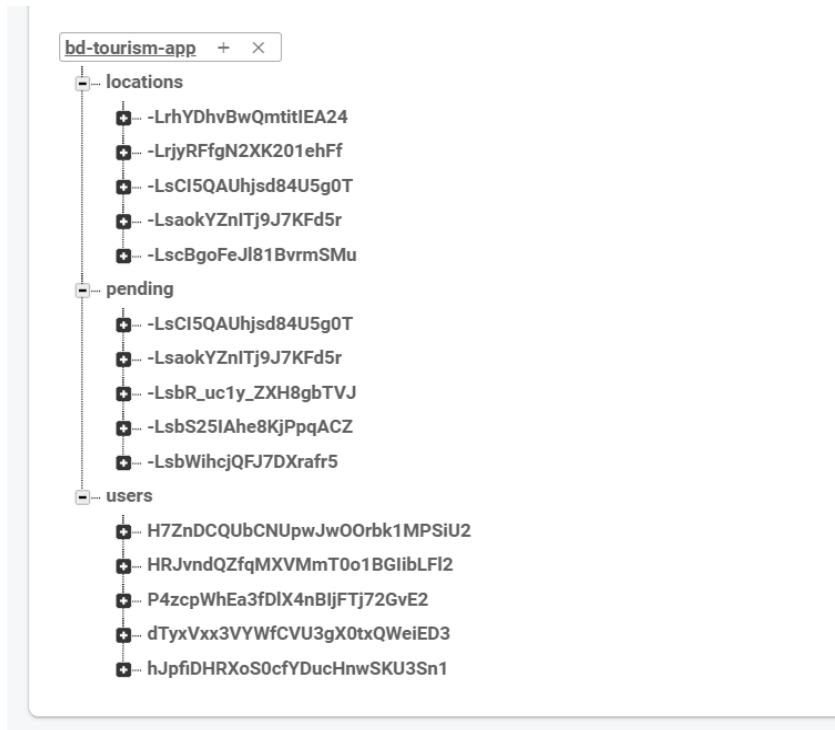 bd-tourism-app + ×
locations
-LrhYDhvBwQmtitIEA24
-LrjyRFfgN2XK201ehFf
-LsCI5QAUhjsd84U5g0T
-LsaokYZnITj9J7KFd5r
-LscBgoFeJl81BvrmSMu
pending
-LsCI5QAUhjsd84U5g0T
-LsaokYZnITj9J7KFd5r
-LsbR_uc1y_ZXH8gbTVJ
-LsbS25IAhe8KjPpqACZ
-LsbWihcjQFJ7DXrafr5
users
H7ZnDCQUbCNUpwJwOOrbk1MPSiU2
HRJvndQZfqMXVMmT0o1BGIibLFl2
P4zcpWhEa3fDlX4nBIjFTj72GvE2
dTyxVxx3VYWfCVU3gX0txQWeiED3
hJpfiDHRXoS0cfYDucHnwSKU3Sn1